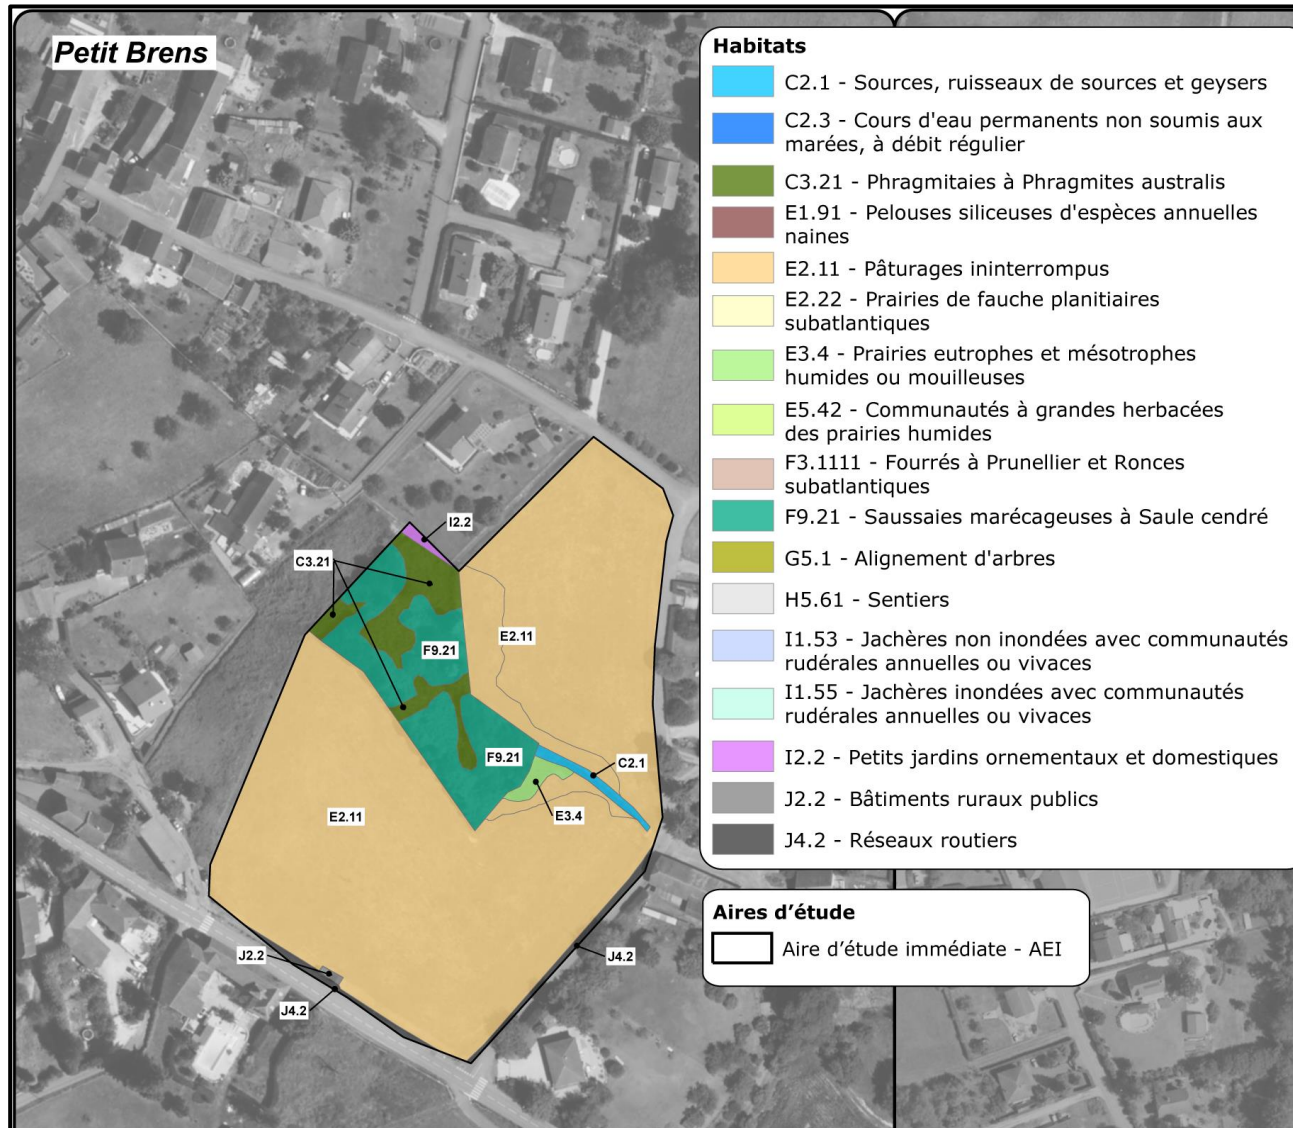 Petit Brens
Habitats
C2.1 - Sources, ruisseaux de sources et geysers
C2.3 - Cours d'eau permanents non soumis aux
marées, à débit régulier
C3.21 - Phragmitaies à Phragmites australis
E1.91 - Pelouses siliceuses d'espèces annuelles
naines
E2.11 - Pâturages ininterrompus
E2.22 - Prairies de fauche planitiaires
subatlantiques
E3.4 - Prairies eutrophes et mésotrophes
humides ou mouilleuses
E5.42 - Communautés à grandes herbacées
des prairies humides
F3.1111 - Fourrés à Prunellier et Ronces
subatlantiques
F9.21 - Saussaies marécageuses à Saule cendré
G5.1 - Alignement d'arbres
H5.61 - Sentiers
I1.53 - Jachères non inondées avec communautés
rudérales annuelles ou vivaces
I1.55 - Jachères inondées avec communautés
rudérales annuelles ou vivaces
I2.2 - Petits jardins ornementaux et domestiques
J2.2 - Bâtiments ruraux publics
J4.2 - Réseaux routiers
Aires d'étude
Aire d'étude immédiate - AEI
I2.2
C3.21
E2.11
F9.21
F9.21
C2.1
E3.4
E2.11
J2.2
J4.2
J4.2